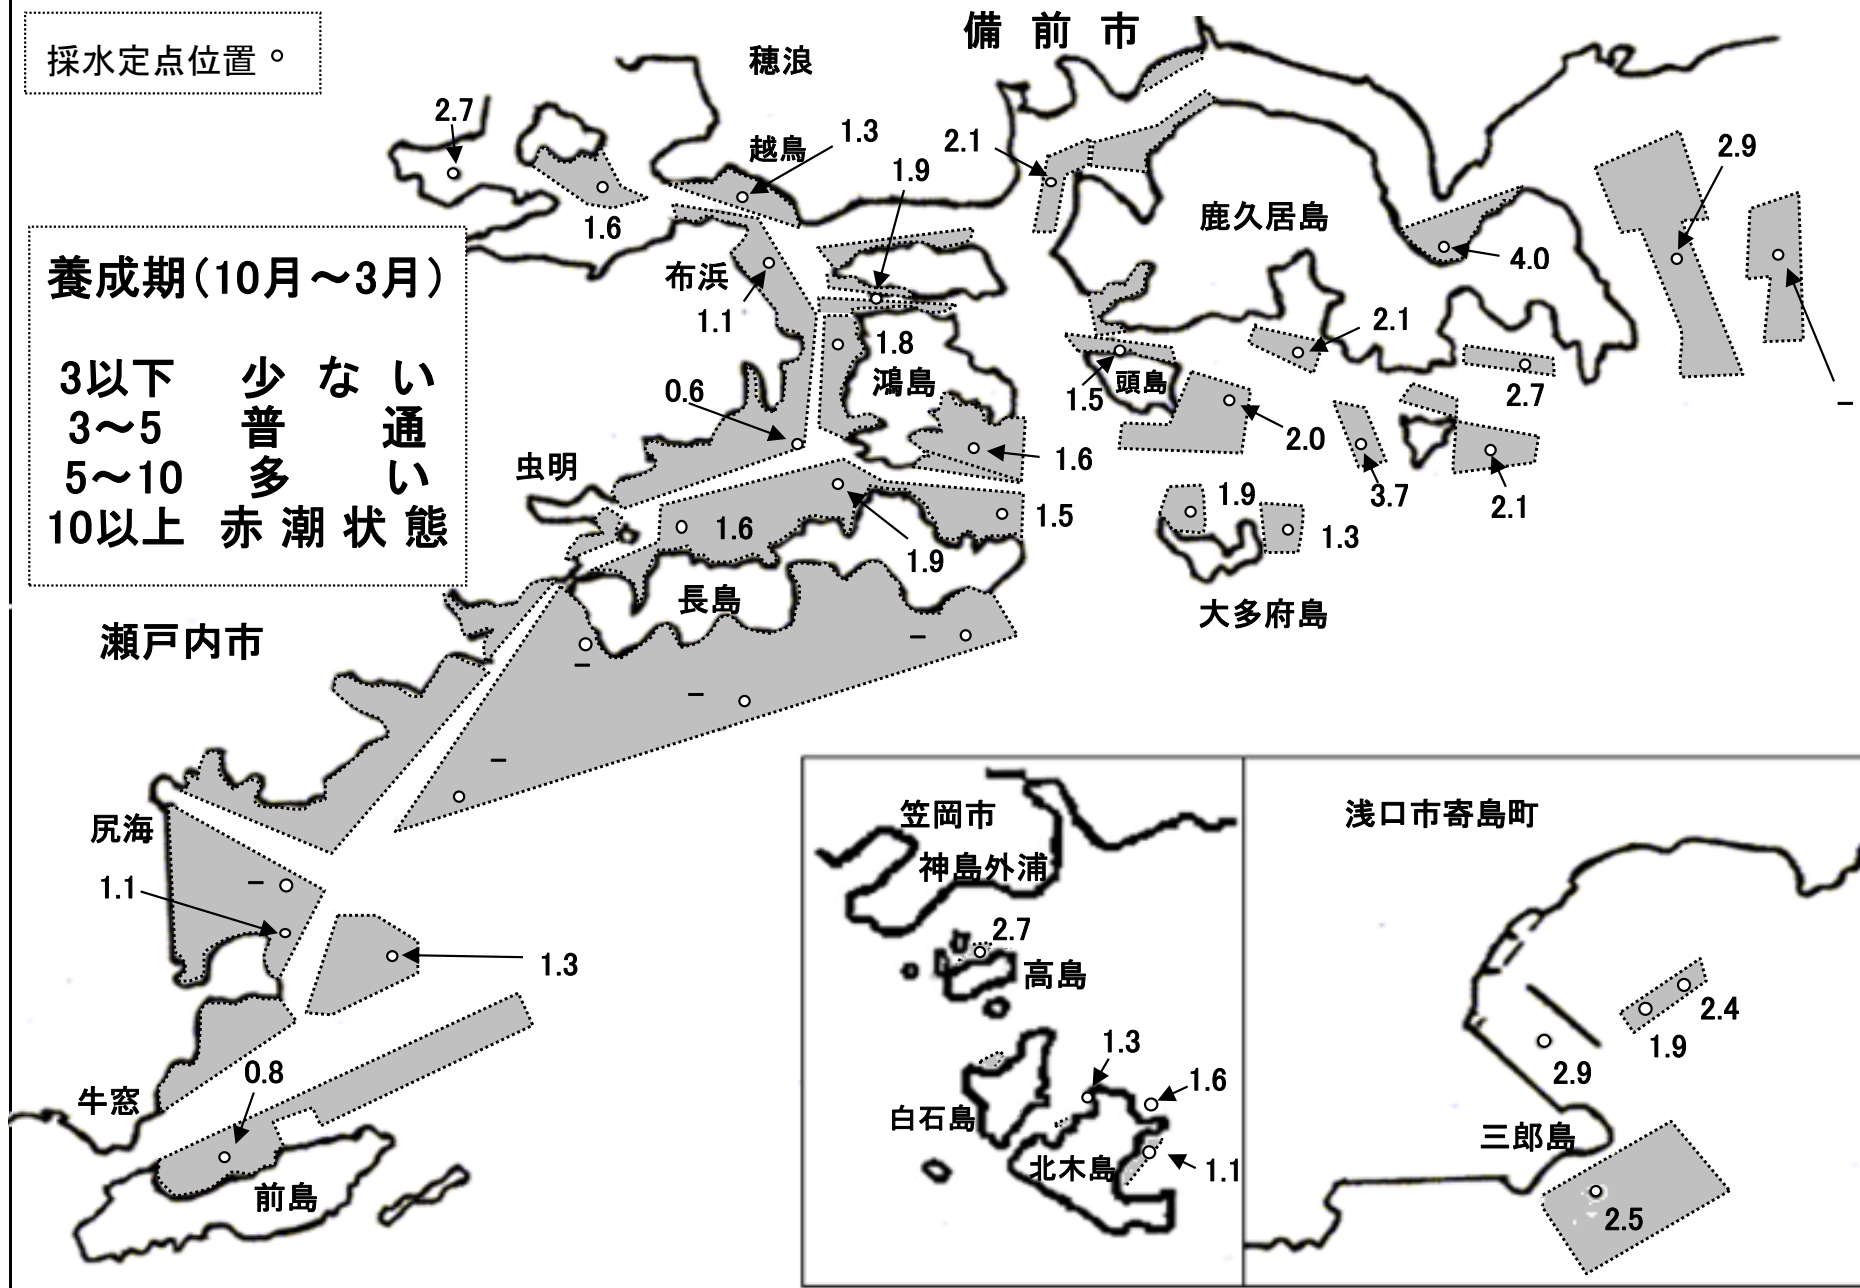 採水定点位置。
備前市
穂浪
2.7
越鳥
1.3
2.1
1.9
2.9
1.6
鹿久居島
4.0
養成期(10月～3月)
3以下 少ない
3～5 普通
5～10 多い
10以上 赤潮状態
布浜
1.1
1.8
鴻島
2.1
–
0.6
1.5
頭島
2.7
2.0
虫明
1.6
3.7
2.1
1.6
1.9
1.5
1.9
1.3
長島
大多府島
瀬戸内市
–
–
–
–
尻海
–
1.1
1.3
牛窓
0.8
前島
笠岡市
神島外浦
2.7
高島
1.3
1.6
白石島
北木島
1.1
浅口市寄島町
2.4
1.9
2.9
三郎島
2.5